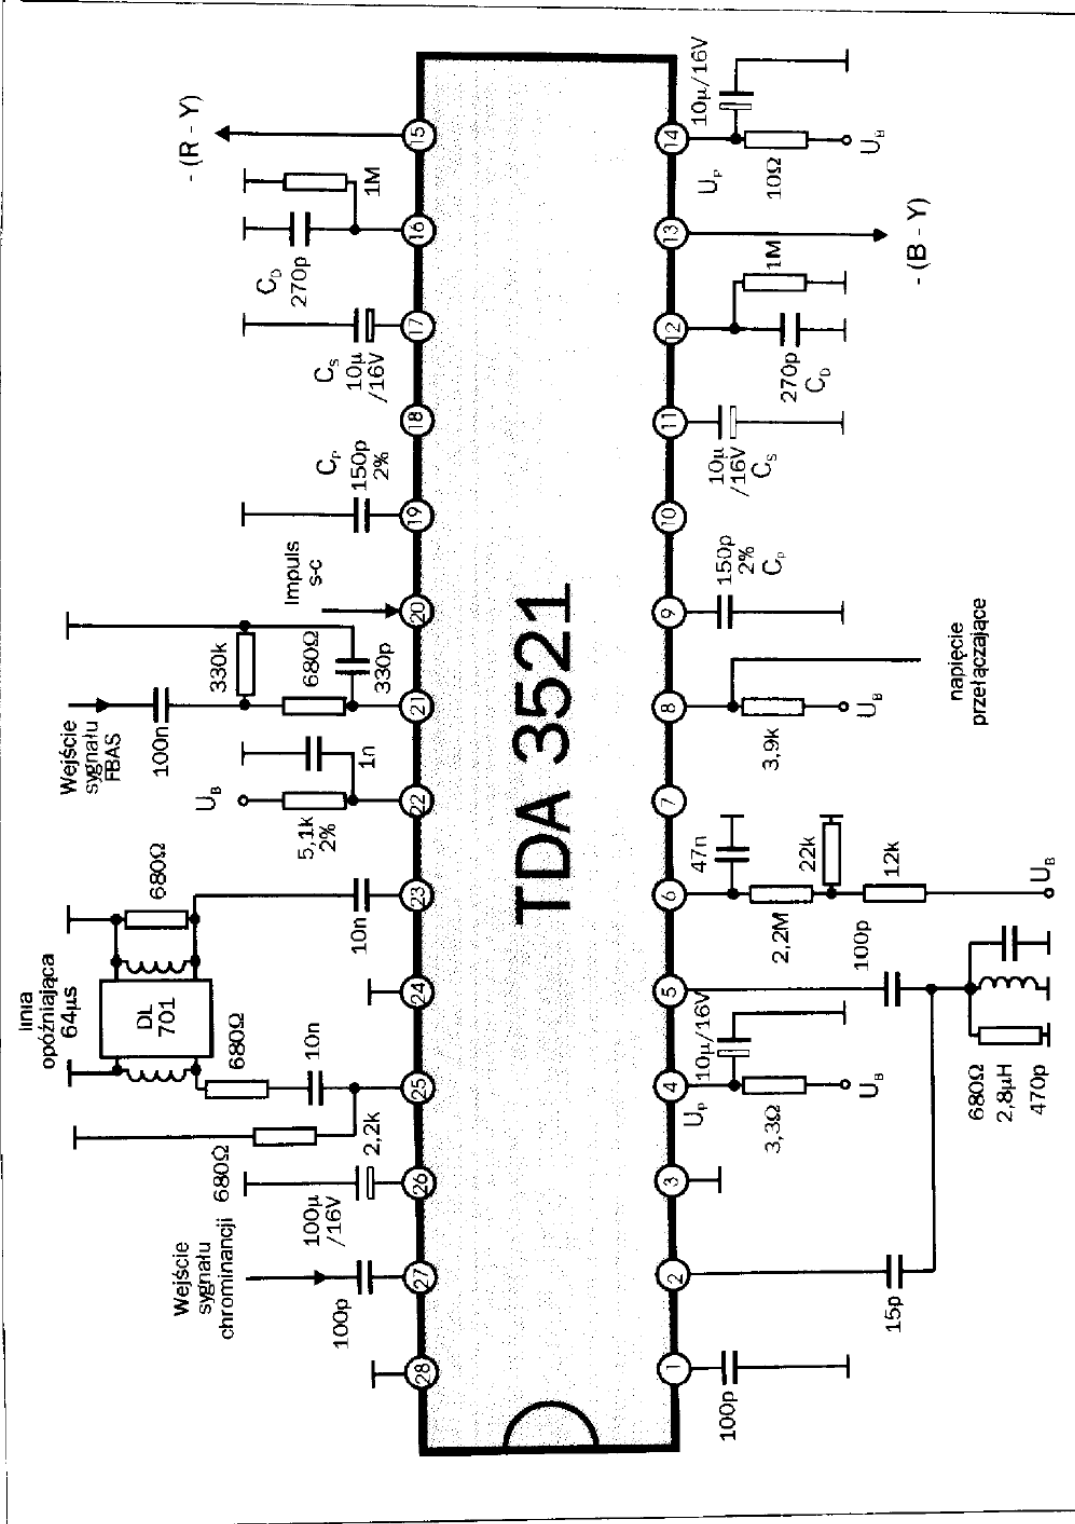 linia
opóźniająca
64µs
DL
701
680Ω
680Ω
10n
10n
680Ω
2,2k
Wejście
sygnału
chrominancji
100p
100µ
/16V
Wejście
sygnału
FBAS
100n
330k
680Ω
330p
U_B
5,1k
2%
1n
Impuls
s-c
C_P
150p
2%
C_S
10µ
/16V
C_D
270p
1M
- (R - Y)
28
27
26
25
24
23
22
21
20
19
18
17
16
15
TDA 3521
1
2
3
4
5
6
7
8
9
10
11
12
13
14
100p
15p
U_P
10µ/16V
3,3Ω
U_B
680Ω
2,8µH
470p
100p
47n
2,2M
22k
12k
U_B
3,9k
U_B
napięcie
przełączające
150p
2%
C_P
10µ
/16V
C_S
270p
C_D
1M
- (B - Y)
U_P
10µ/16V
10Ω
U_B